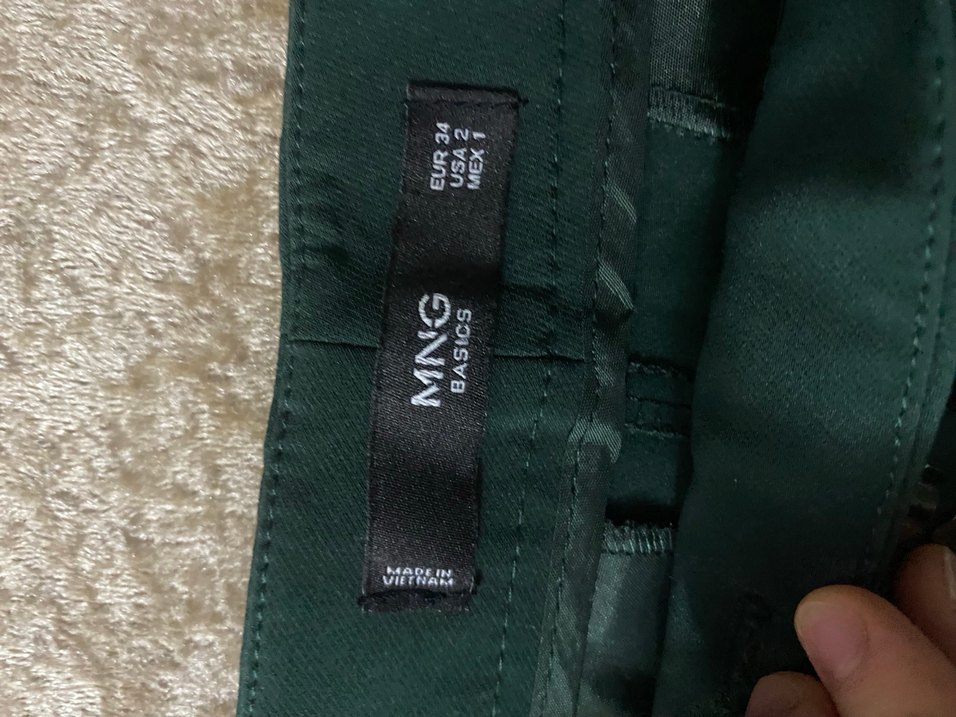 EUR 34
USA 2
MEX 1
MNG
BASICS
MADE IN
VIETNAM